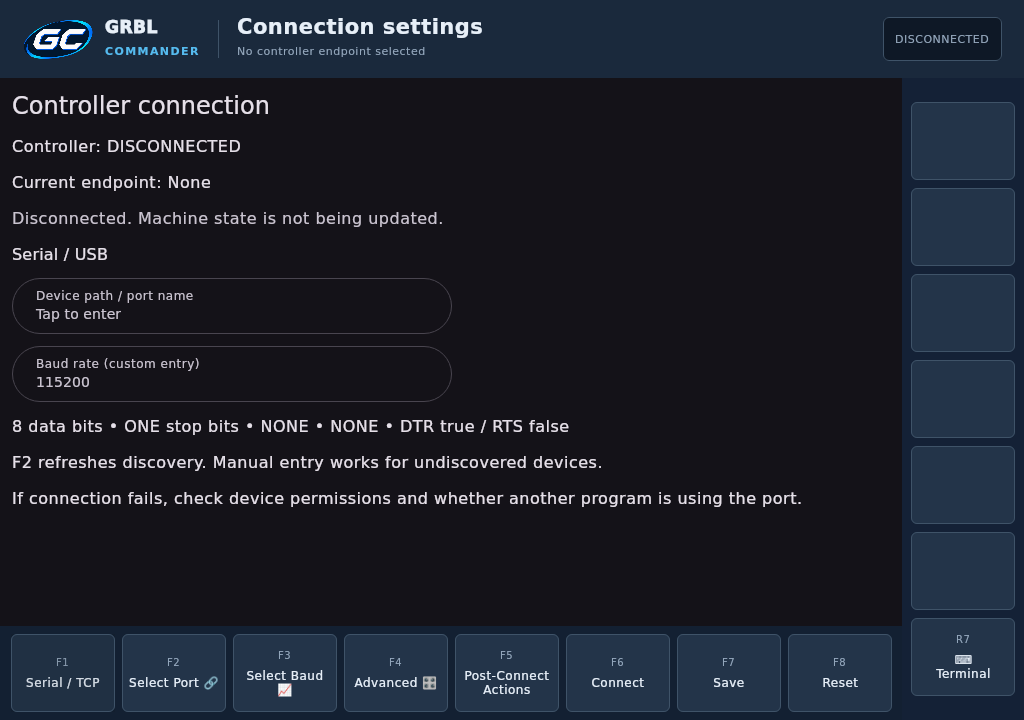 GC
GRBL
COMMANDER
Connection settings
No controller endpoint selected
DISCONNECTED
Controller connection
Controller: DISCONNECTED
Current endpoint: None
Disconnected. Machine state is not being updated.
Serial / USB
Device path / port name
Tap to enter
Baud rate (custom entry)
115200
8 data bits • ONE stop bits • NONE • NONE • DTR true / RTS false
F2 refreshes discovery. Manual entry works for undiscovered devices.
If connection fails, check device permissions and whether another program is using the port.
F1
Serial / TCP
F2
Select Port 🔗
F3
Select Baud
📈
F4
Advanced 🎛
F5
Post-Connect
Actions
F6
Connect
F7
Save
F8
Reset
R7
⌨
Terminal